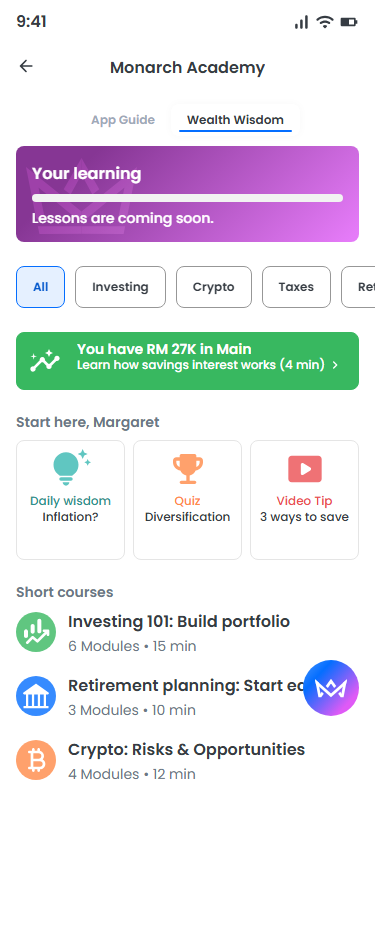 9:41
Monarch Academy
App Guide
Wealth Wisdom
Your learning
Lessons are coming soon.
All
Investing
Crypto
Taxes
Ret
You have RM 27K in Main
Learn how savings interest works (4 min)
Start here, Margaret
Daily wisdom
Inflation?
Quiz
Diversification
Video Tip
3 ways to save
Short courses
Investing 101: Build portfolio
6 Modules • 15 min
Retirement planning: Start
3 Modules • 10 min
Crypto: Risks & Opportunities
4 Modules • 12 min